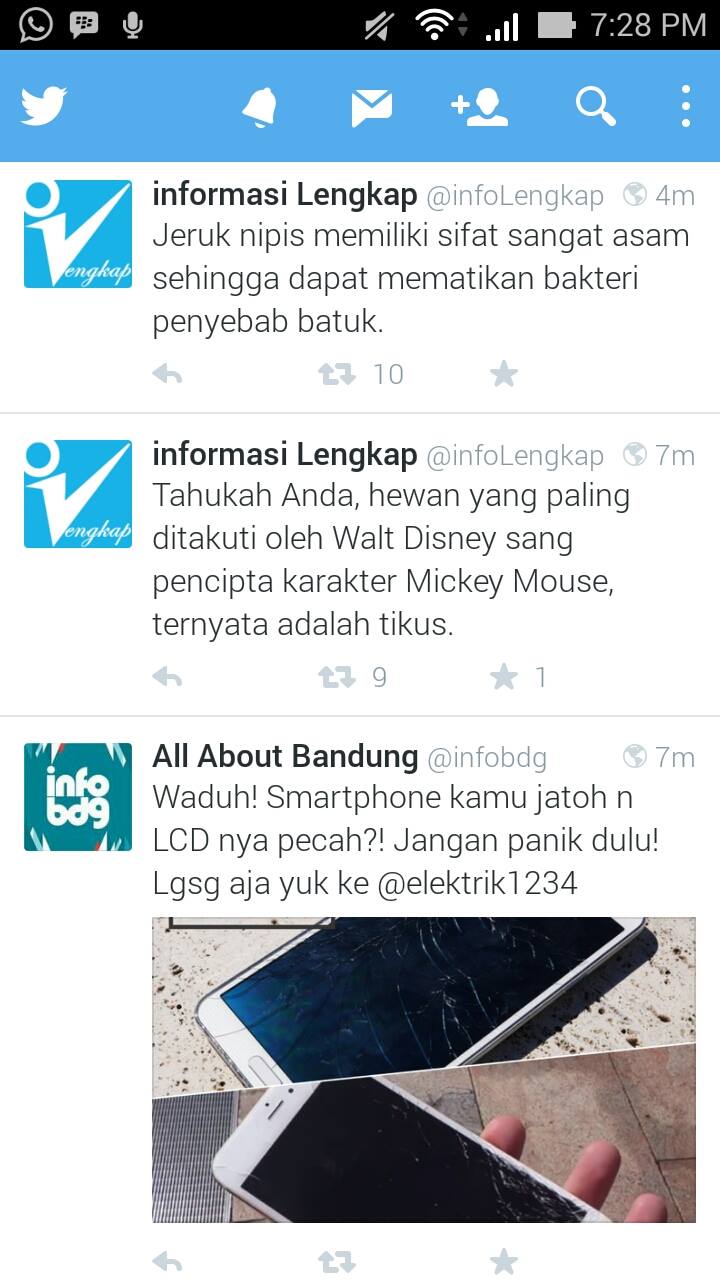 7:28 PM
informasi Lengkap @infoLengkap 4m
Jeruk nipis memiliki sifat sangat asam
sehingga dapat mematikan bakteri
penyebab batuk.
10
Lengkap
informasi Lengkap @infoLengkap 7m
Tahukah Anda, hewan yang paling
ditakuti oleh Walt Disney sang
pencipta karakter Mickey Mouse,
ternyata adalah tikus.
9 1
Lengkap
All About Bandung @infobdg 7m
info
bdg
Waduh! Smartphone kamu jatoh n
LCD nya pecah?! Jangan panik dulu!
Lgsg aja yuk ke @elektrik1234